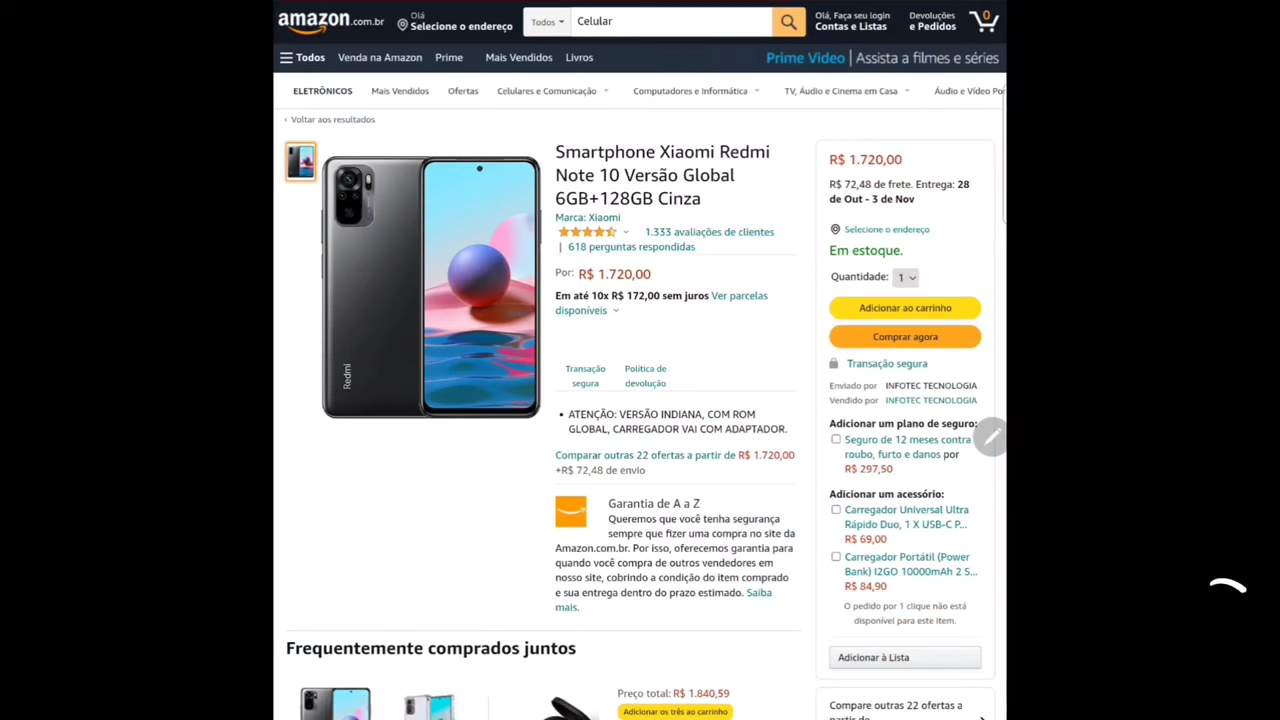 amazon.com.br
Olá
Selecione o endereço
Todos
Celular
Olá, Faça seu login
Contas e Listas
Devoluções
e Pedidos
0
Todos
Venda na Amazon
Prime
Mais Vendidos
Livros
Prime Video | Assista a filmes e séries
ELETRÔNICOS
Mais Vendidos
Ofertas
Celulares e Comunicação
Computadores e Informática
TV, Áudio e Cinema em Casa
Áudio e Vídeo Po
‹ Voltar aos resultados
Redmi
Smartphone Xiaomi Redmi
Note 10 Versão Global
6GB+128GB Cinza
Marca: Xiaomi
1.333 avaliações de clientes
| 618 perguntas respondidas
Por: R$ 1.720,00
Em até 10x R$ 172,00 sem juros Ver parcelas
disponíveis
Transação
segura
Política de
devolução
• ATENÇÃO: VERSÃO INDIANA, COM ROM
GLOBAL, CARREGADOR VAI COM ADAPTADOR.
Comparar outras 22 ofertas a partir de R$ 1.720,00
+R$ 72,48 de envio
Garantia de A a Z
Queremos que você tenha segurança
sempre que fizer uma compra no site da
Amazon.com.br. Por isso, oferecemos garantia para
quando você compra de outros vendedores em
nosso site, cobrindo a condição do item comprado
e sua entrega dentro do prazo estimado. Saiba
mais.
R$ 1.720,00
R$ 72,48 de frete. Entrega: 28
de Out - 3 de Nov
Selecione o endereço
Em estoque.
Quantidade: 1
Adicionar ao carrinho
Comprar agora
Transação segura
Enviado por INFOTEC TECNOLOGIA
Vendido por INFOTEC TECNOLOGIA
Adicionar um plano de seguro:
Seguro de 12 meses contra
roubo, furto e danos por
R$ 297,50
Adicionar um acessório:
Carregador Universal Ultra
Rápido Duo, 1 X USB-C P...
R$ 69,00
Carregador Portátil (Power
Bank) I2GO 10000mAh 2 S...
R$ 84,90
O pedido por 1 clique não está
disponível para este item.
Adicionar à Lista
Compare outras 22 ofertas a
Frequentemente comprados juntos
Preço total: R$ 1.840,59
Adicionar os três ao carrinho